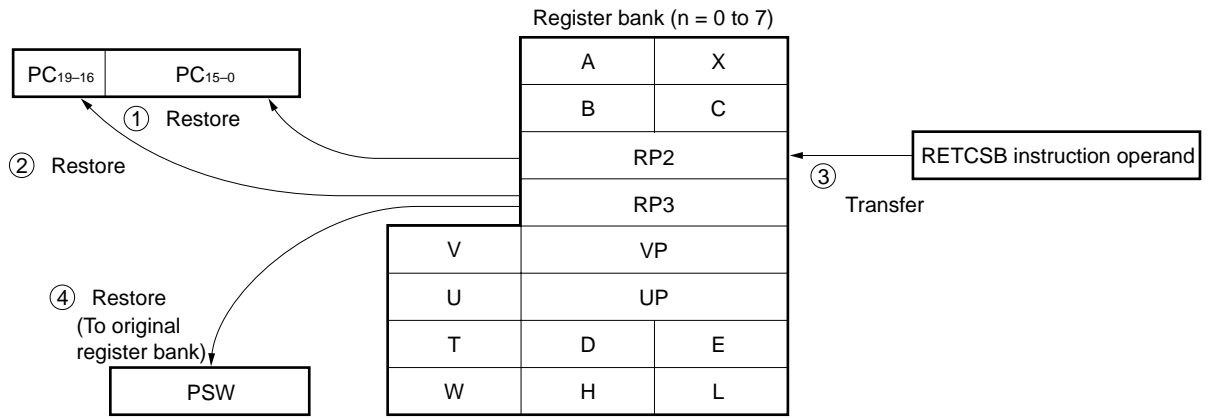 Register bank (n = 0 to 7)
PC19–16 PC15–0
A X
B C
① Restore
② Restore
RP2
RETCSB instruction operand
③
Transfer
RP3
V VP
U UP
④ Restore
(To original
register bank)
T D E
PSW
W H L